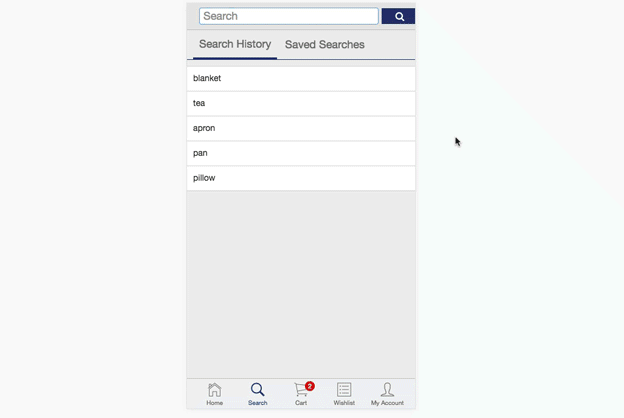 Search
Search History Saved Searches
blanket
tea
apron
pan
pillow
2
Home Search Cart Wishlist My Account